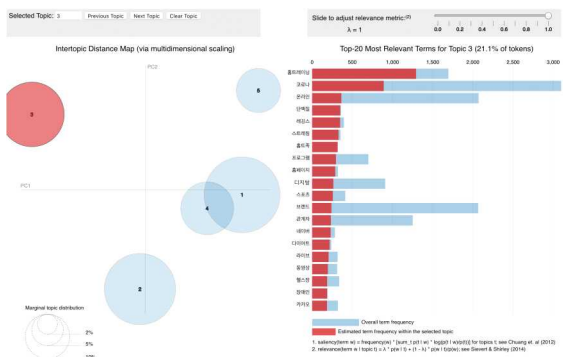 Selected Topic: 3 Previous Topic Next Topic Clear Topic
Slide to adjust relevance metric:(2)
λ = 1
0.0 0.2 0.4 0.6 0.8 1.0
Intertopic Distance Map (via multidimensional scaling)
PC2
PC1
5
3
1
4
2
Marginal topic distribution
2%
5%
10%
Top-20 Most Relevant Terms for Topic 3 (21.1% of tokens)
0 500 1,000 1,500 2,000 2,500 3,000
홈트레이닝
코로나
온라인
단백질
레깅스
스트레칭
홈트족
프로그램
홈페이지
디지털
스포츠
브랜드
관계자
네이버
다이어트
라이브
동영상
헬스장
장애인
카카오
Overall term frequency
Estimated term frequency within the selected topic
1. saliency(term w) = frequency(w) * [sum_t p(t | w) * log(p(t | w)/p(t))] for topics t; see Chuang et. al (2012)
2. relevance(term w | topic t) = λ * p(w | t) + (1 - λ) * p(w | t)/p(w); see Sievert & Shirley (2014)